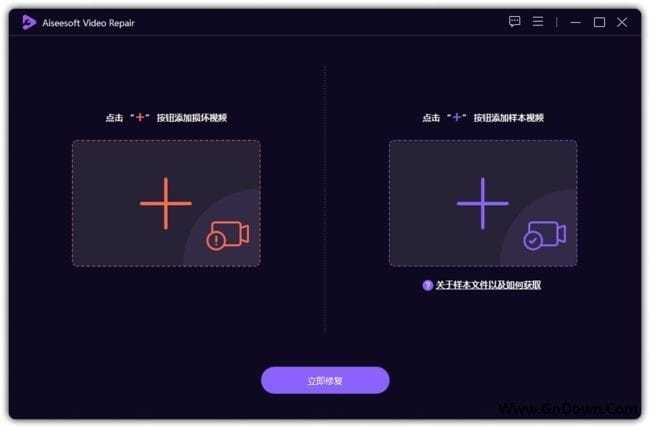 Aiseesoft Video Repair
点击 “+” 按钮添加损坏视频
点击 “+” 按钮添加样本视频
? 关于样本文件以及如何获取
立即修复
Www.GnDown.Com